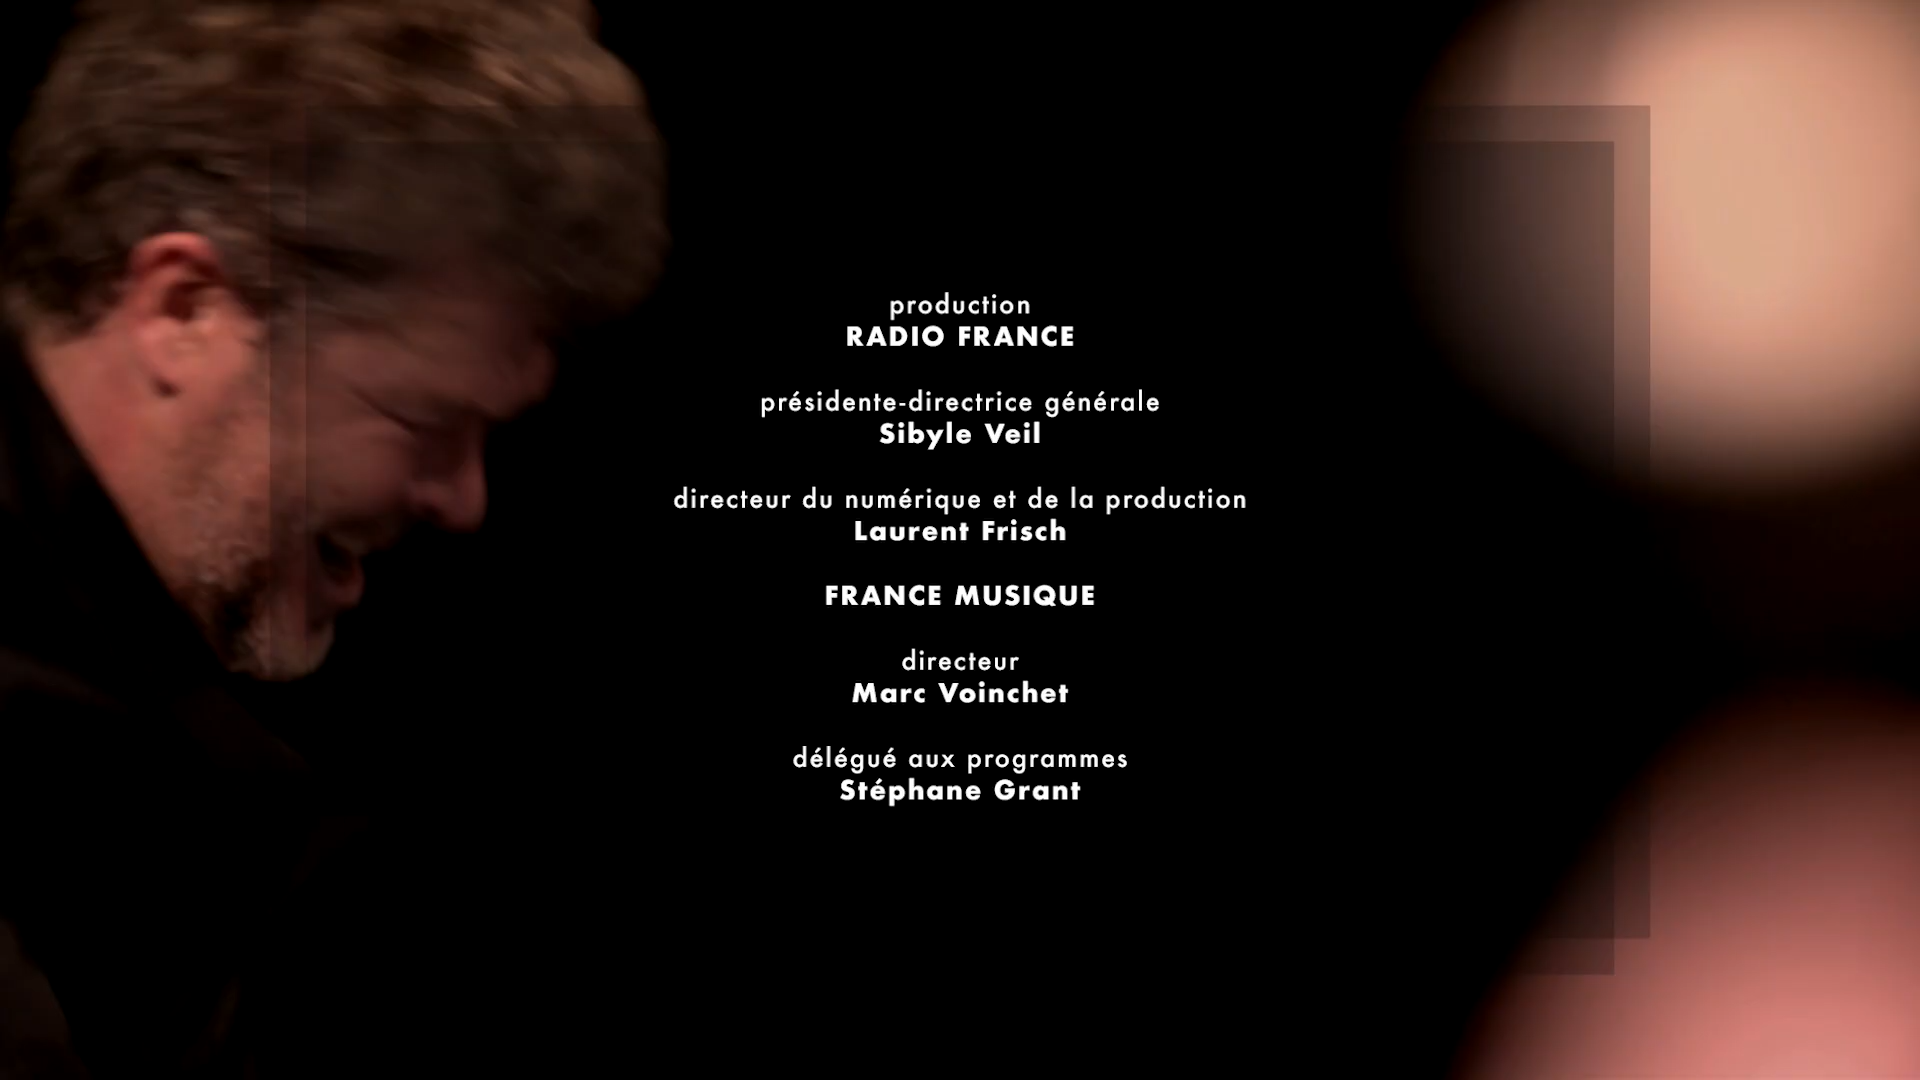 production
RADIO FRANCE
présidente-directrice générale
Sibyle Veil
directeur du numérique et de la production
Laurent Frisch
FRANCE MUSIQUE
directeur
Marc Voinchet
délégué aux programmes
Stéphane Grant